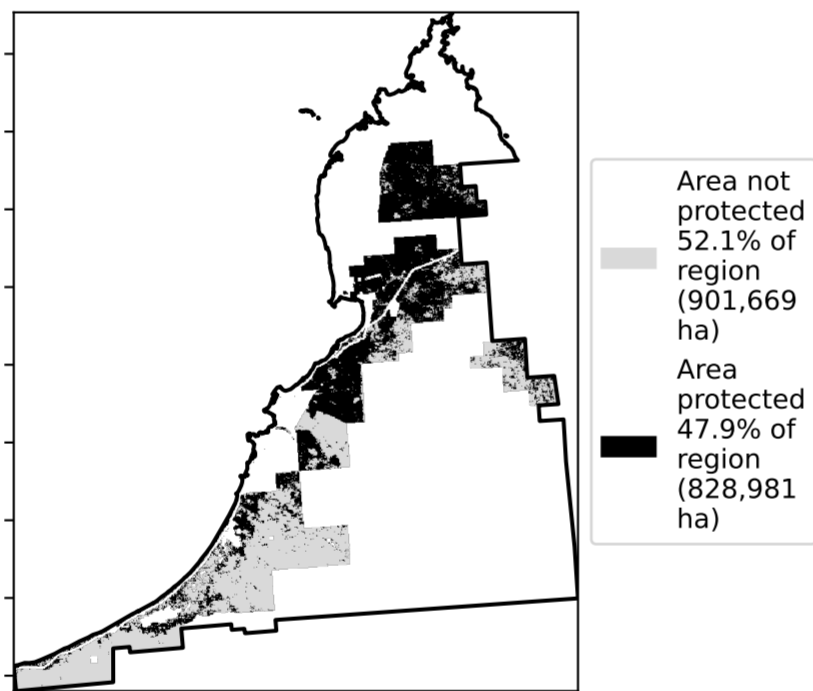 Area not
protected
52.1% of
region
(901,669
ha)
Area
protected
47.9% of
region
(828,981
ha)